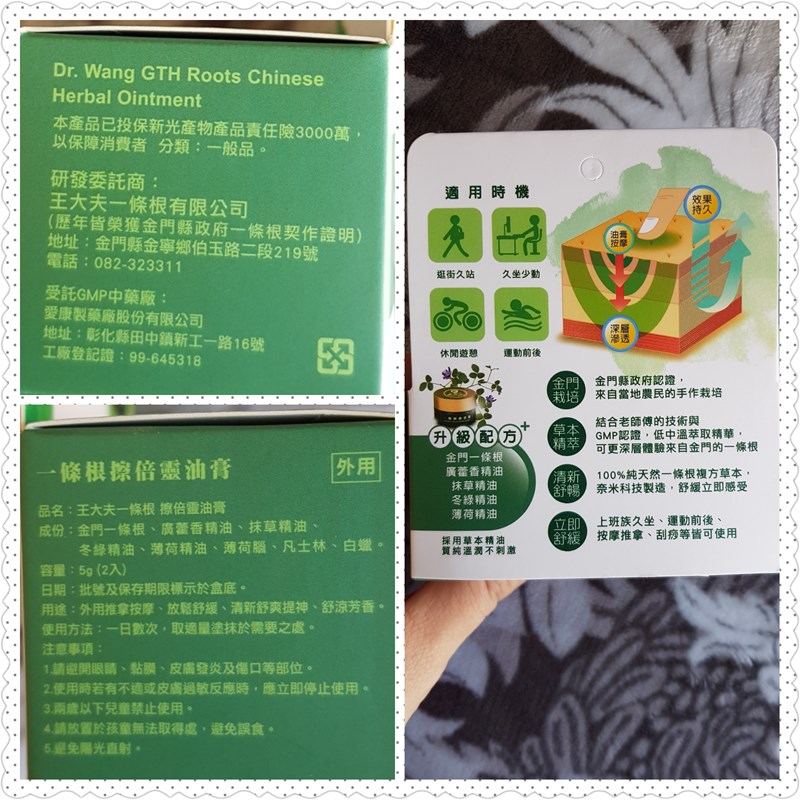 Dr. Wang GTH Roots Chinese
Herbal Ointment
本產品已投保新光產物產品責任險3000萬，
以保障消費者 分類：一般品。
研發委託商：
王大夫一條根有限公司
(歷年皆榮獲金門縣政府一條根契作證明)
地址：金門縣金寧鄉伯玉路二段219號
電話：082-323311
受託GMP中藥廠：
愛康製藥廠股份有限公司
地址：彰化縣田中鎮新工一路16號
工廠登記證：99-645318
一條根擦倍靈油膏
外用
品名：王大夫一條根 擦倍靈油膏
成份：金門一條根、廣藿香精油、抹草精油、
冬綠精油、薄荷精油、薄荷腦、凡士林、白蠟。
容量：5g (2入)
日期：批號及保存期限標示於盒底。
用途：外用推拿按摩、放鬆舒緩、清新舒爽提神、舒涼芳香。
使用方法：一日數次，取適量塗抹於需要之處。
注意事項：
1.請避開眼睛、黏膜、皮膚發炎及傷口等部位。
2.使用時若有不適或皮膚過敏反應時，應立即停止使用。
3.兩歲以下兒童禁止使用。
4.請放置於孩童無法取得處，避免誤食。
5.避免陽光直射。
適用時機
逛街久站
久坐少動
休閒遊憩
運動前後
效果
持久
油膏
按摩
深層
滲透
升級配方+
金門一條根
廣藿香精油
抹草精油
冬綠精油
薄荷精油
採用草本精油
質純溫潤不刺激
金門
栽培
金門縣政府認證，
來自當地農民的手作栽培
草本
精萃
結合老師傅的技術與
GMP認證，低中溫萃取精華，
可更深層體驗來自金門的一條根
清新
舒暢
100%純天然一條根複方草本，
奈米科技製造，舒緩立即感受
立即
舒緩
上班族久坐、運動前後、
按摩推拿、刮痧等皆可使用